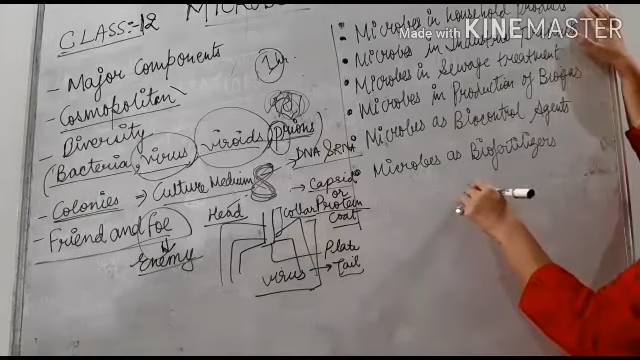 CLASS:-12
- Major Components
- Cosmopoliton
- Diversity
(Bacteria, virus, viroids, Prions)
- Colonies → Culture Medium
- Friend and foe
Enemy
1hr
→ DNA & RNA
→ Capsid
or
Protein
Coat
Head
Collar
Plate
→ Tail
virus
• Microbes in household Products
• Microbes in Industrial
• Microbes in Sewage treatment
• Microbes in Production of Biogas
• Microbes as Biocontrol Agents
• Microbes as Biofertilizers
Made with KINEMASTER